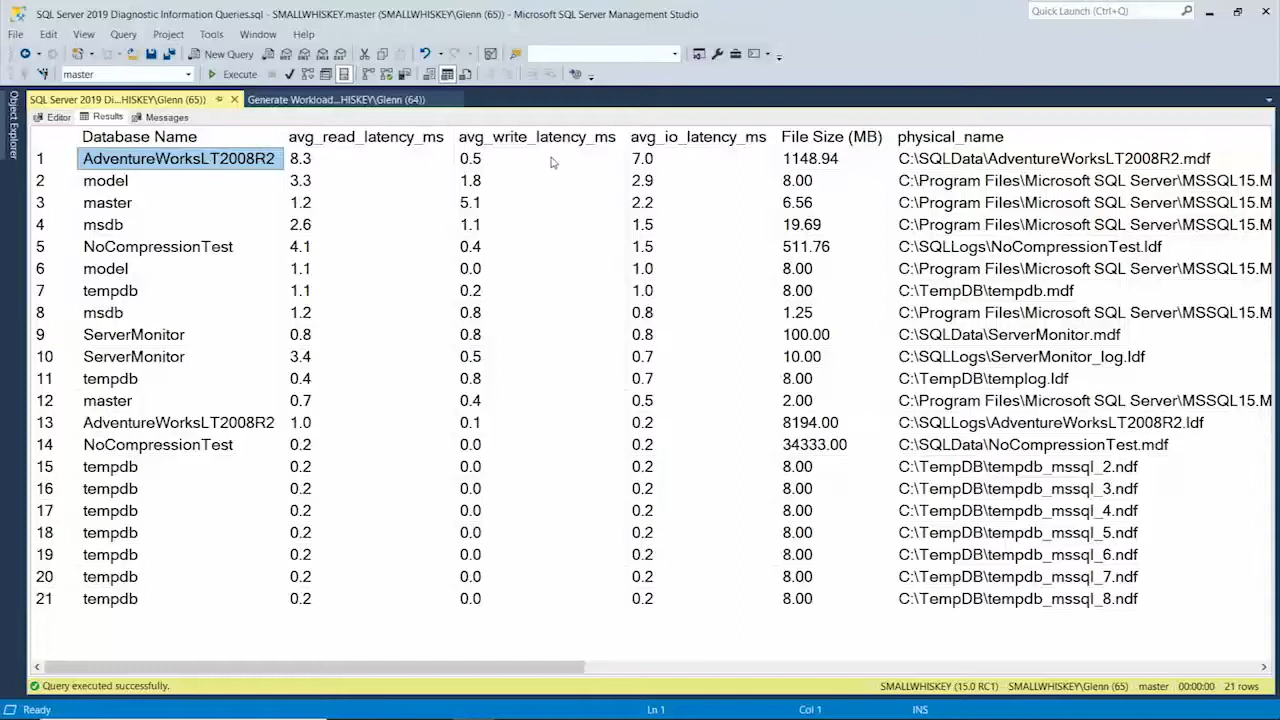 SQL Server 2019 Diagnostic Information Queries.sql - SMALLWHISKEY.master (SMALLWHISKEY\Glenn (65)) - Microsoft SQL Server Management Studio
Quick Launch (Ctrl+Q)
File Edit View Query Project Tools Window Help
New Query
master Execute
SQL Server 2019 Di...HISKEY\Glenn (65)) Generate Workload...HISKEY\Glenn (64))
Object Explorer
Editor Results Messages
Database Name avg_read_latency_ms avg_write_latency_ms avg_io_latency_ms File Size (MB) physical_name
1 AdventureWorksLT2008R2 8.3 0.5 7.0 1148.94 C:\SQLData\AdventureWorksLT2008R2.mdf
2 model 3.3 1.8 2.9 8.00 C:\Program Files\Microsoft SQL Server\MSSQL15.M
3 master 1.2 5.1 2.2 6.56 C:\Program Files\Microsoft SQL Server\MSSQL15.M
4 msdb 2.6 1.1 1.5 19.69 C:\Program Files\Microsoft SQL Server\MSSQL15.M
5 NoCompressionTest 4.1 0.4 1.5 511.76 C:\SQLLogs\NoCompressionTest.ldf
6 model 1.1 0.0 1.0 8.00 C:\Program Files\Microsoft SQL Server\MSSQL15.M
7 tempdb 1.1 0.2 1.0 8.00 C:\TempDB\tempdb.mdf
8 msdb 1.2 0.8 0.8 1.25 C:\Program Files\Microsoft SQL Server\MSSQL15.M
9 ServerMonitor 0.8 0.8 0.8 100.00 C:\SQLData\ServerMonitor.mdf
10 ServerMonitor 3.4 0.5 0.7 10.00 C:\SQLLogs\ServerMonitor_log.ldf
11 tempdb 0.4 0.8 0.7 8.00 C:\TempDB\templog.ldf
12 master 0.7 0.4 0.5 2.00 C:\Program Files\Microsoft SQL Server\MSSQL15.M
13 AdventureWorksLT2008R2 1.0 0.1 0.2 8194.00 C:\SQLLogs\AdventureWorksLT2008R2.ldf
14 NoCompressionTest 0.2 0.0 0.2 34333.00 C:\SQLData\NoCompressionTest.mdf
15 tempdb 0.2 0.0 0.2 8.00 C:\TempDB\tempdb_mssql_2.ndf
16 tempdb 0.2 0.0 0.2 8.00 C:\TempDB\tempdb_mssql_3.ndf
17 tempdb 0.2 0.0 0.2 8.00 C:\TempDB\tempdb_mssql_4.ndf
18 tempdb 0.2 0.0 0.2 8.00 C:\TempDB\tempdb_mssql_5.ndf
19 tempdb 0.2 0.0 0.2 8.00 C:\TempDB\tempdb_mssql_6.ndf
20 tempdb 0.2 0.0 0.2 8.00 C:\TempDB\tempdb_mssql_7.ndf
21 tempdb 0.2 0.0 0.2 8.00 C:\TempDB\tempdb_mssql_8.ndf
Query executed successfully. SMALLWHISKEY (15.0 RC1) SMALLWHISKEY\Glenn (65) master 00:00:00 21 rows
Ready Ln 1 Col 1 INS